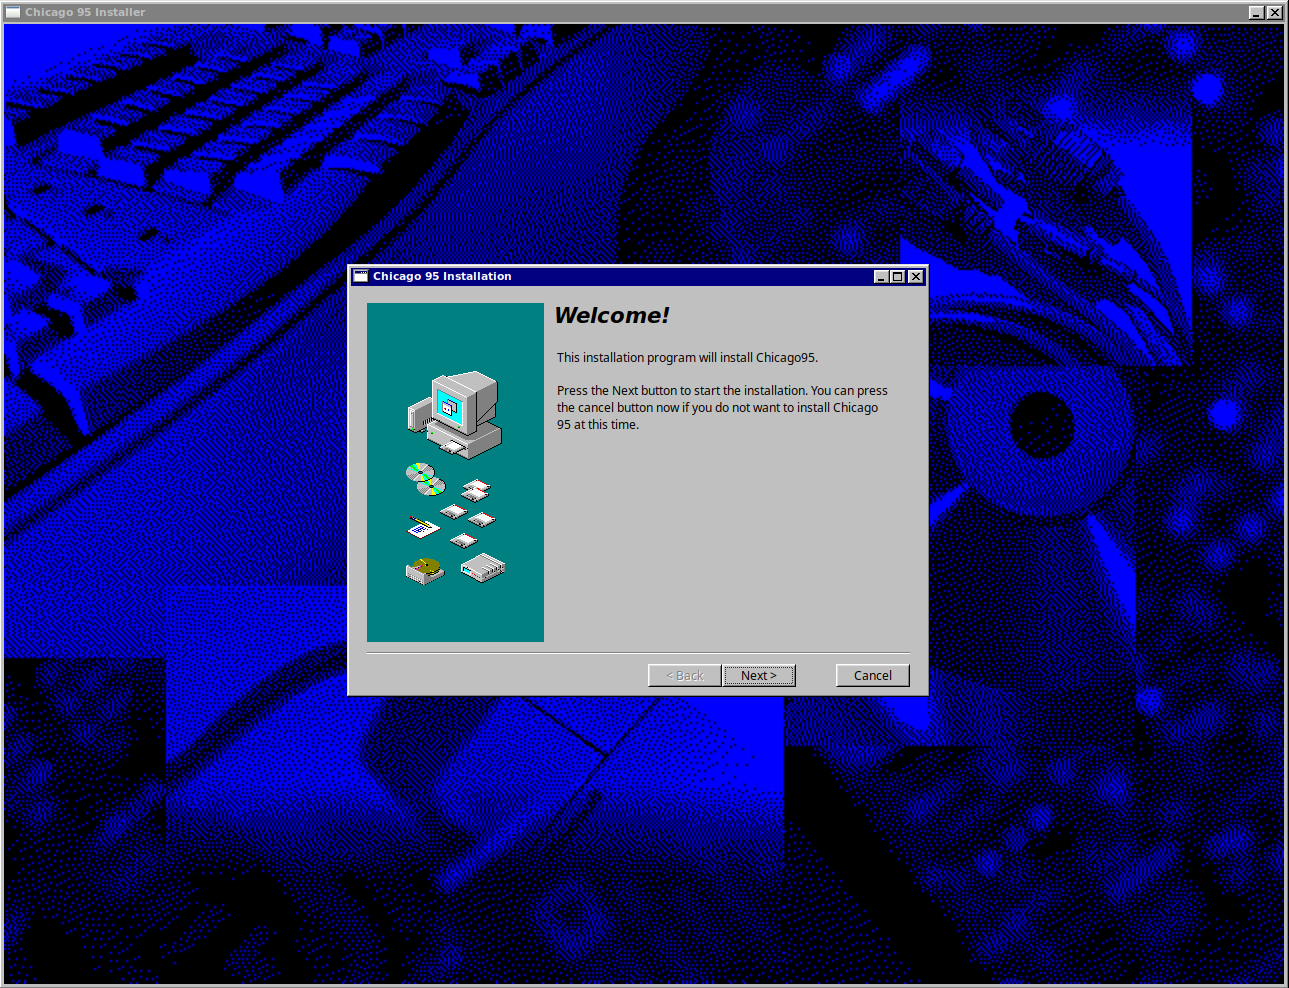 Chicago 95 Installer
Chicago 95 Installation
Welcome!
This installation program will install Chicago95.
Press the Next button to start the installation. You can press
the cancel button now if you do not want to install Chicago
95 at this time.
< Back
Next >
Cancel